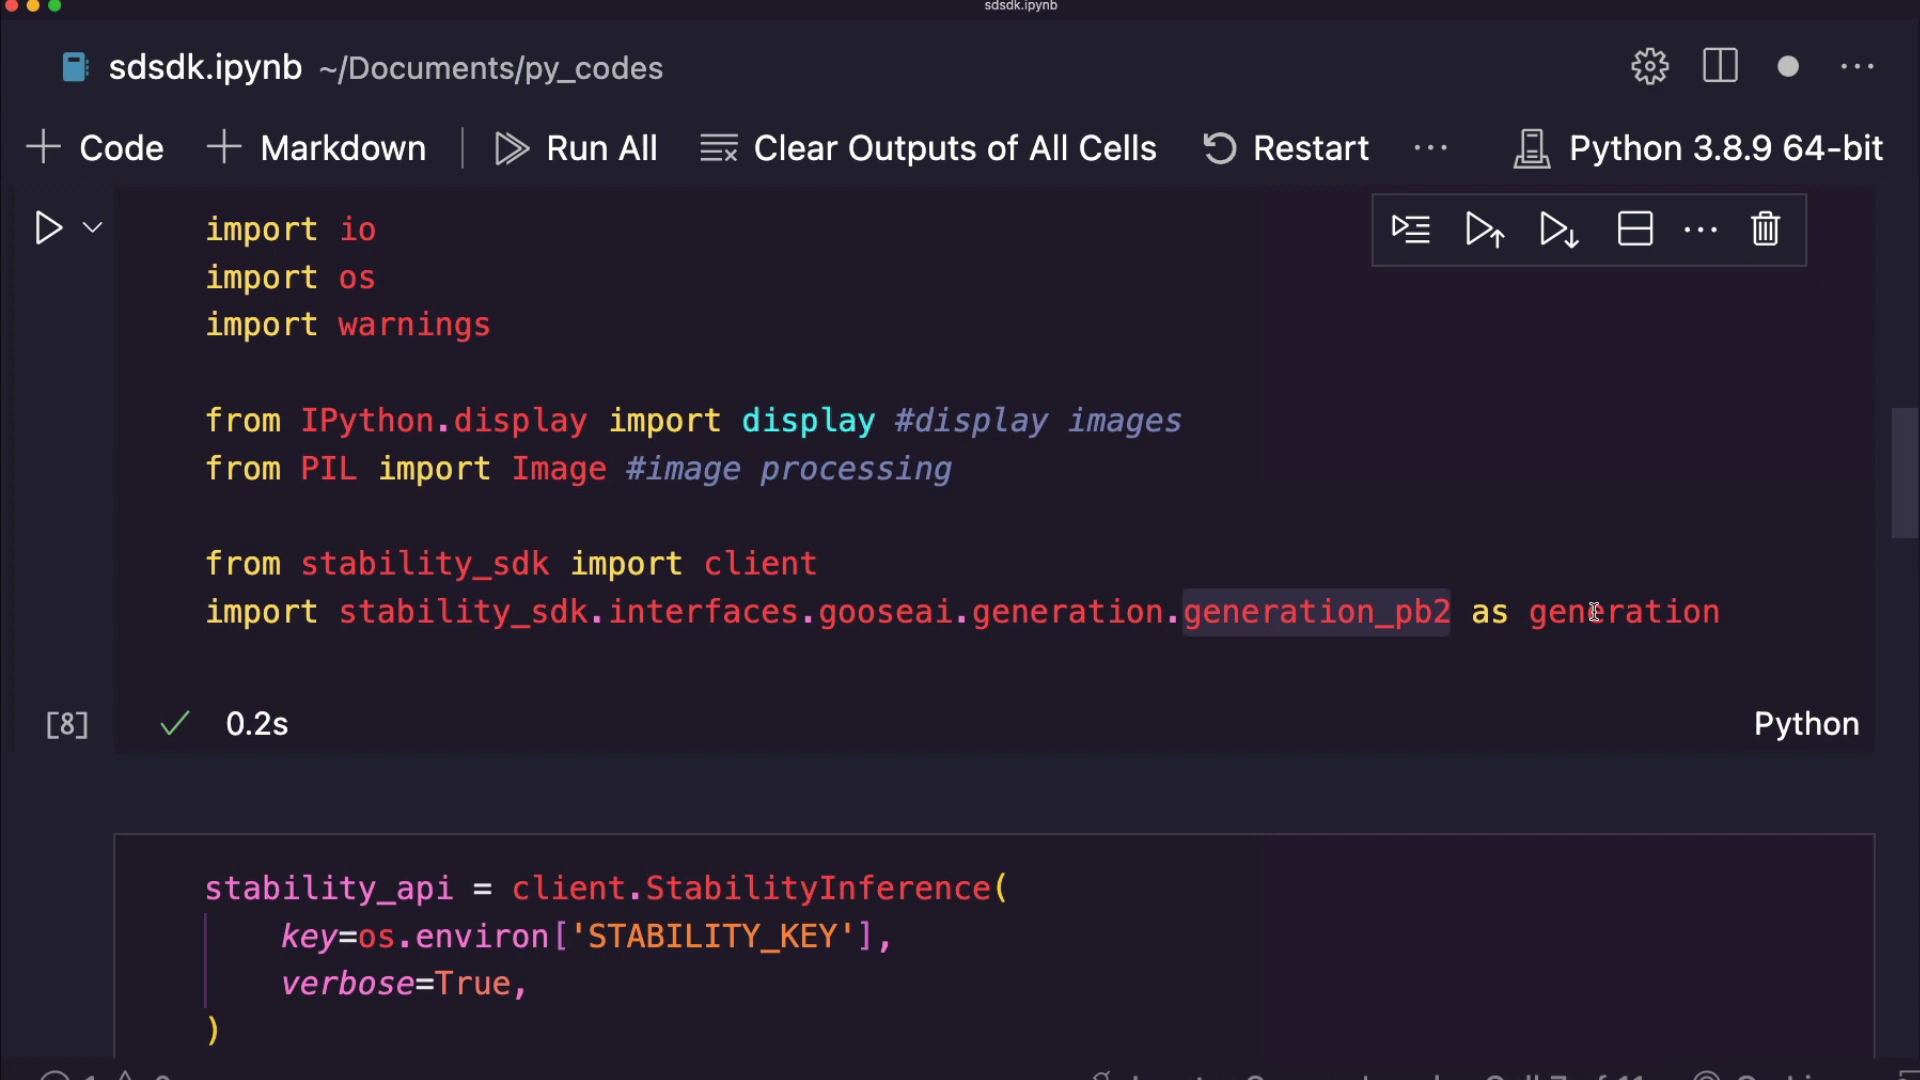 sdsdk.ipynb
sdsdk.ipynb ~/Documents/py_codes
Code Markdown Run All Clear Outputs of All Cells Restart ... Python 3.8.9 64-bit
import io
import os
import warnings
from IPython.display import display #display images
from PIL import Image #image processing
from stability_sdk import client
import stability_sdk.interfaces.gooseai.generation.generation_pb2 as generation
[8] 0.2s Python
stability_api = client.StabilityInference(
key=os.environ['STABILITY_KEY'],
verbose=True,
)